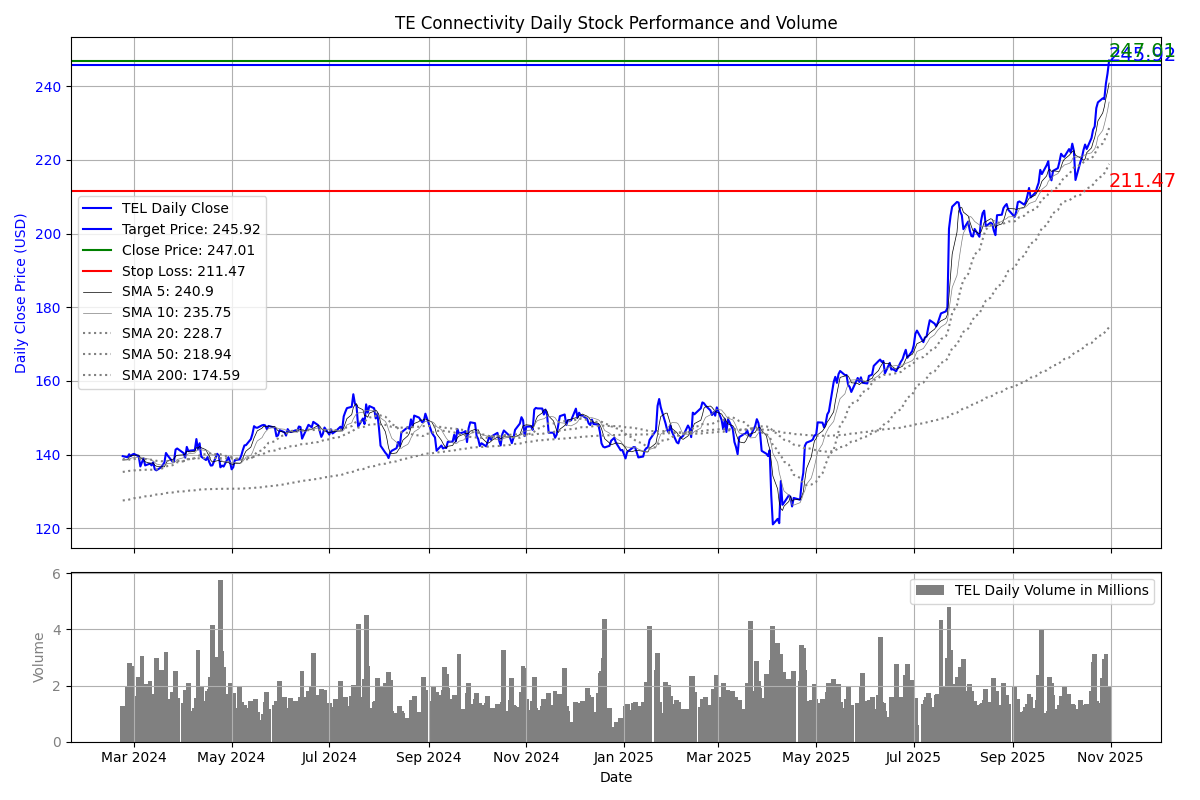 TE Connectivity Daily Stock Performance and Volume
247.01
245.92
240
220
200
180
160
140
120
211.47
Daily Close Price (USD)
TEL Daily Close
Target Price: 245.92
Close Price: 247.01
Stop Loss: 211.47
SMA 5: 240.9
SMA 10: 235.75
SMA 20: 228.7
SMA 50: 218.94
SMA 200: 174.59
6
4
2
0
Volume
TEL Daily Volume in Millions
Mar 2024 May 2024 Jul 2024 Sep 2024 Nov 2024 Jan 2025 Mar 2025 May 2025 Jul 2025 Sep 2025 Nov 2025
Date